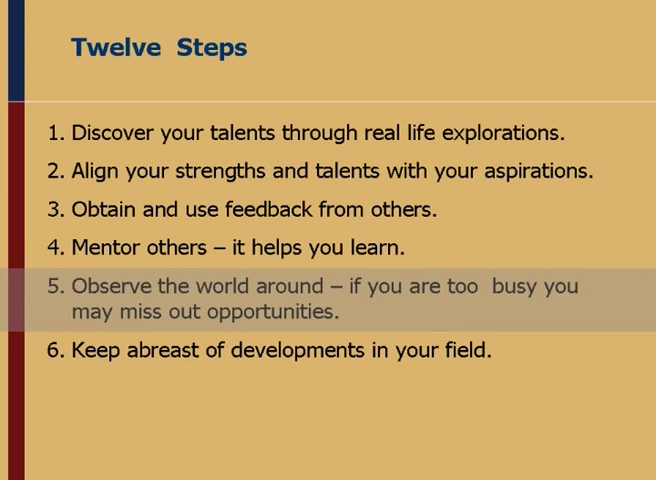 Twelve  Steps
1. Discover your talents through real life explorations.
2. Align your strengths and talents with your aspirations.
3. Obtain and use feedback from others.
4. Mentor others – it helps you learn.
5. Observe the world around – if you are too  busy you
may miss out opportunities.
6. Keep abreast of developments in your field.